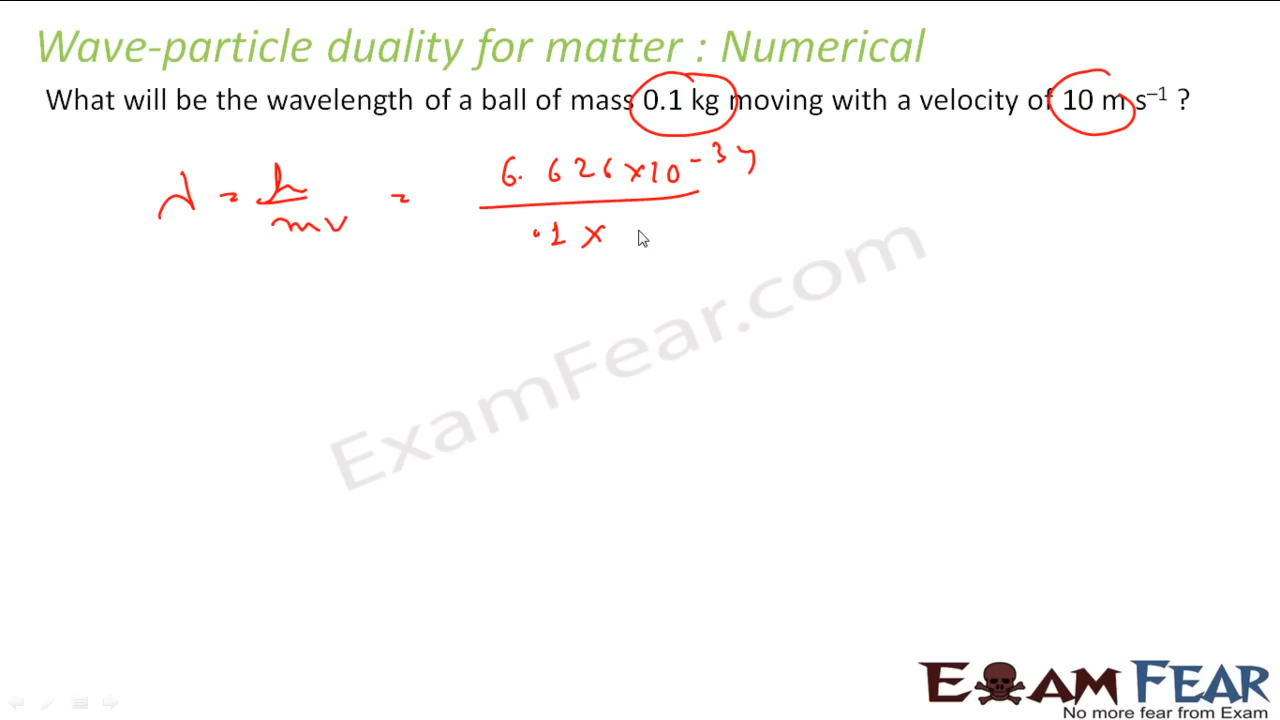 Wave-particle duality for matter : Numerical
What will be the wavelength of a ball of mass 0.1 kg moving with a velocity of 10 m s⁻¹ ?
λ = h/mv = 6.626×10⁻³⁴
.1 ×
ExamFear.com
EXAM FEAR
No more fear from Exam